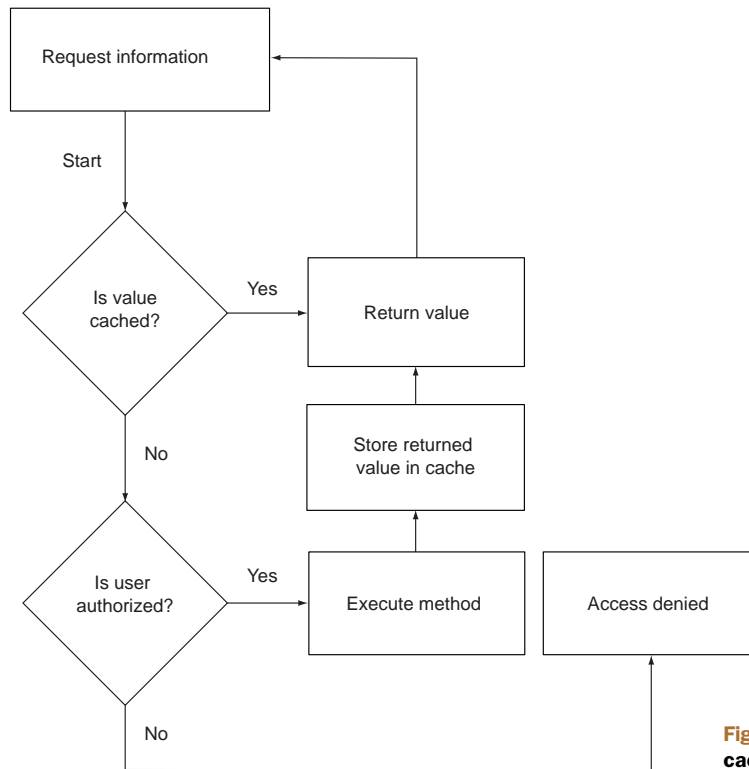 Request information
Start
Is value
cached?
Yes
Return value
No
Store returned
value in cache
Is user
authorized?
Yes
Execute method
Access denied
No